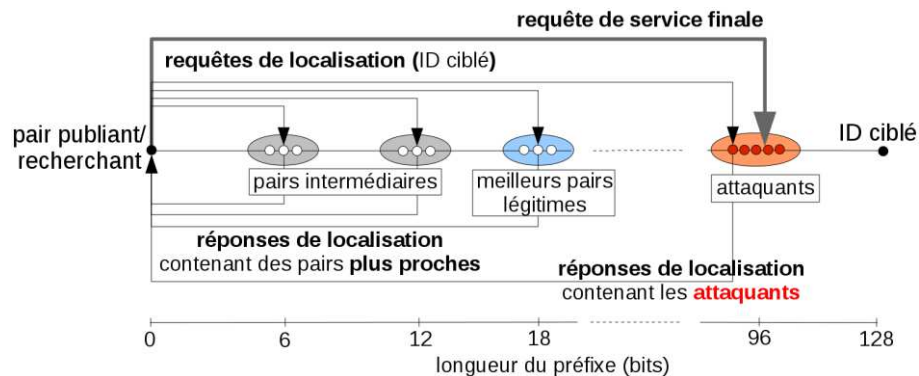 requête de service finale
requêtes de localisation (ID ciblé)
pair publiant/
recherchant
ID ciblé
pairs intermédiaires
meilleurs pairs
légitimes
attaquants
réponses de localisation
contenant des pairs plus proches
réponses de localisation
contenant les attaquants
0 6 12 18 96 128
longueur du préfixe (bits)